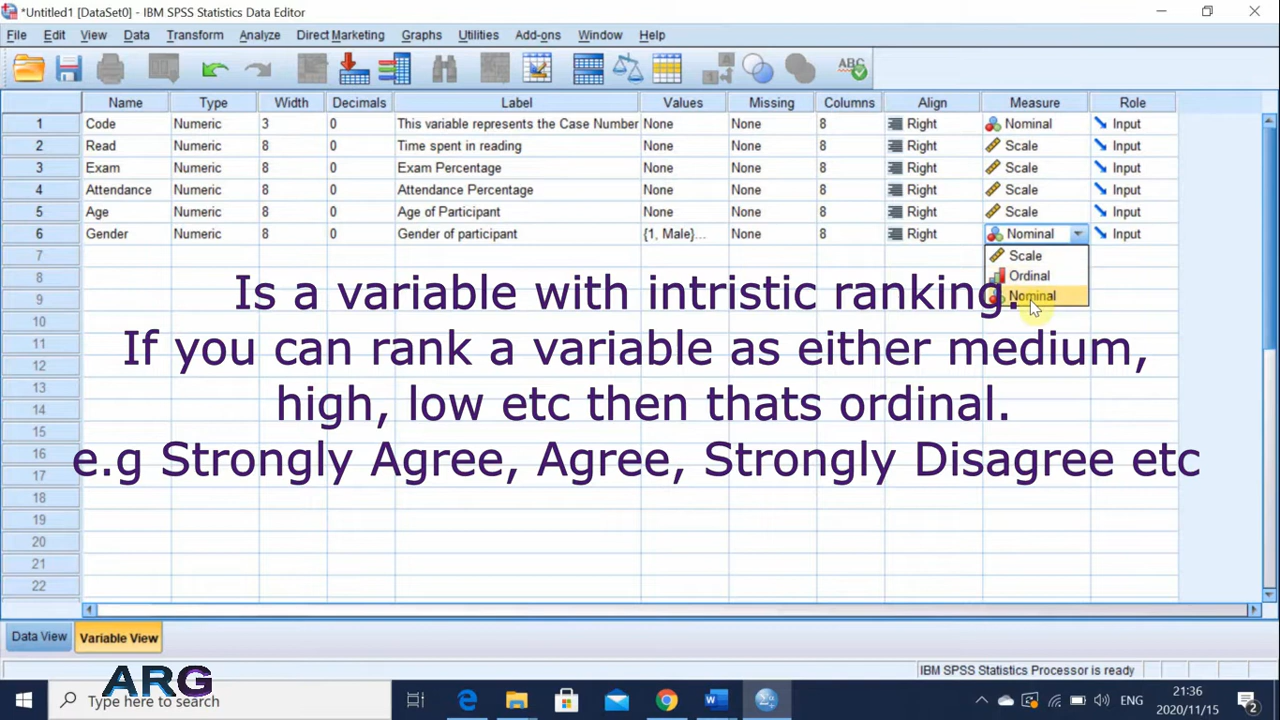 *Untitled1 [DataSet0] - IBM SPSS Statistics Data Editor
File Edit View Data Transform Analyze Direct Marketing Graphs Utilities Add-ons Window Help
Name Type Width Decimals Label Values Missing Columns Align Measure Role
1 Code Numeric 3 0 This variable represents the Case Number None None 8 Right Nominal Input
2 Read Numeric 8 0 Time spent in reading None None 8 Right Scale Input
3 Exam Numeric 8 0 Exam Percentage None None 8 Right Scale Input
4 Attendance Numeric 8 0 Attendance Percentage None None 8 Right Scale Input
5 Age Numeric 8 0 Age of Participant None None 8 Right Scale Input
6 Gender Numeric 8 0 Gender of participant {1, Male}... None 8 Right Nominal Input
7 Scale
8 Ordinal
9 Nominal
Is a variable with intristic ranking.
10
11
If you can rank a variable as either medium,
12
13
14
high, low etc then thats ordinal.
15
16
e.g Strongly Agree, Agree, Strongly Disagree etc
17
18
19
20
21
22
Data View Variable View
IBM SPSS Statistics Processor is ready
ARG
Type here to search
ABC
ENG
21:36
2020/11/15
2